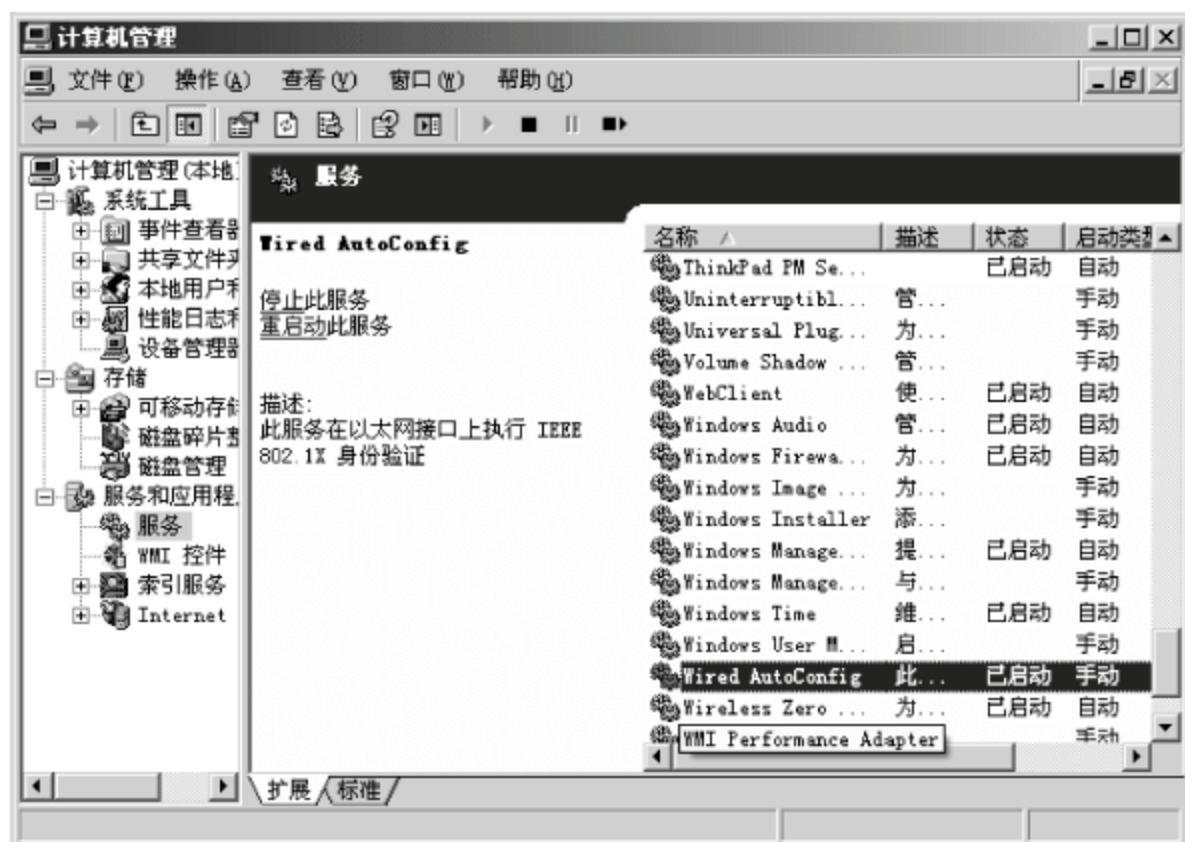 计算机管理
文件(F) 操作(A) 查看(V) 窗口(W) 帮助(H)
计算机管理(本地
系统工具
事件查看器
共享文件夹
本地用户和
性能日志和
设备管理器
存储
可移动存储
磁盘碎片整
磁盘管理
服务和应用程
服务
WMI 控件
索引服务
Internet
服务
Wired AutoConfig
停止此服务
重启动此服务
描述:
此服务在以太网接口上执行 IEEE
802.1X 身份验证
名称 描述 状态 启动类型
ThinkPad PM Se... 已启动 自动
Uninterruptibl... 管... 手动
Universal Plug... 为... 手动
Volume Shadow ... 管... 手动
WebClient 使... 已启动 自动
Windows Audio 管... 已启动 自动
Windows Firewa... 为... 已启动 自动
Windows Image ... 为... 手动
Windows Installer 添... 手动
Windows Manage... 提... 已启动 自动
Windows Manage... 与... 手动
Windows Time 维... 已启动 自动
Windows User M... 启... 手动
Wired AutoConfig 此... 已启动 手动
Wireless Zero ... 为... 已启动 自动
WMI Performance Adapter 手动
扩展 标准